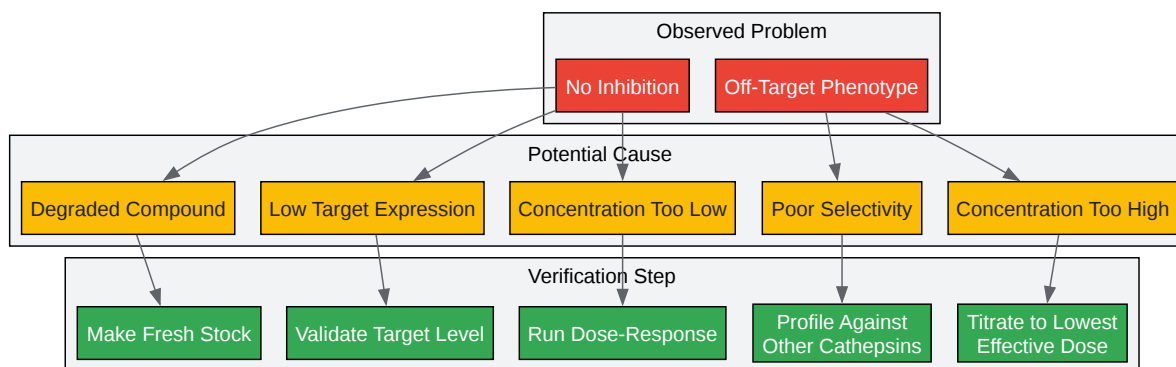 Observed Problem
No Inhibition
Off-Target Phenotype
Potential Cause
Degraded Compound
Low Target Expression
Concentration Too Low
Poor Selectivity
Concentration Too High
Verification Step
Make Fresh Stock
Validate Target Level
Run Dose-Response
Profile Against
Other Cathepsins
Titrate to Lowest
Effective Dose